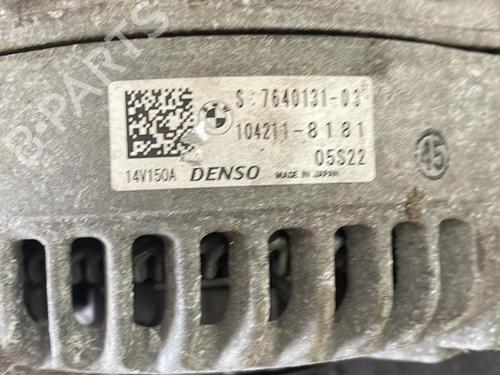 B-PARTS
S:7640131-03
104211-8181
05S22
14V150A DENSO MADE IN JAPAN
45